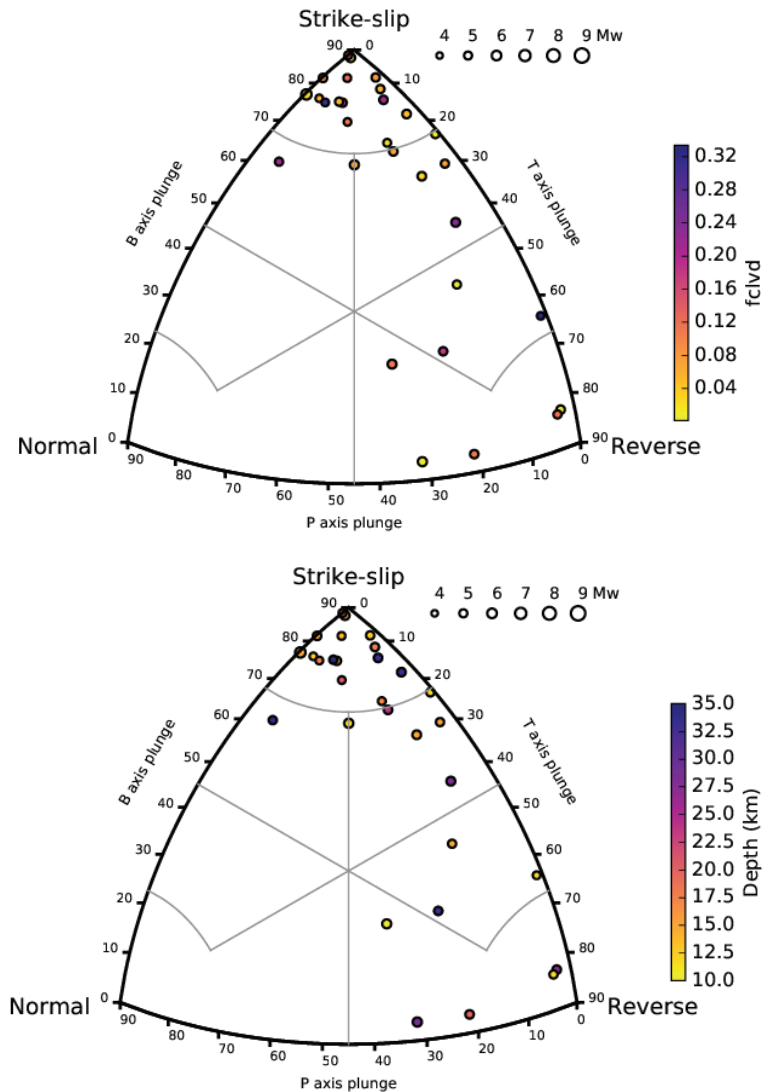 Strike-slip
4 5 6 7 8 9 Mw
90 0
80 10
70 20
60 30
50 40
40 50
30 60
20 70
10 80
0 90
B axis plunge
T axis plunge
Normal
Reverse
90 80 70 60 50 40 30 20 10 0
P axis plunge
0.32
0.28
0.24
0.20
0.16
0.12
0.08
0.04
fclvd
Strike-slip
4 5 6 7 8 9 Mw
90 0
80 10
70 20
60 30
50 40
40 50
30 60
20 70
10 80
0 90
B axis plunge
T axis plunge
Normal
Reverse
90 80 70 60 50 40 30 20 10 0
P axis plunge
35.0
32.5
30.0
27.5
25.0
22.5
20.0
17.5
15.0
12.5
10.0
Depth (km)